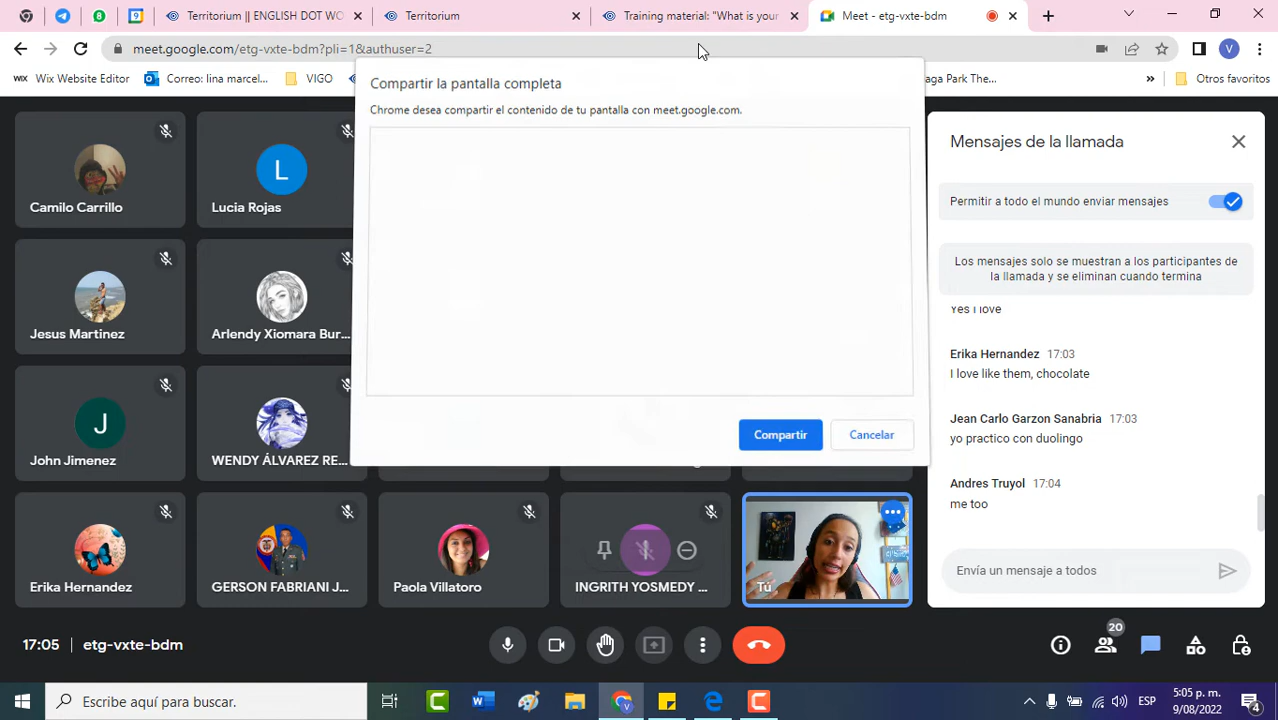 Territorium || ENGLISH DOT WO
Territorium
Training material: "What is your
Meet - etg-vxte-bdm
meet.google.com/etg-vxte-bdm?pli=1&authuser=2
V
WIX Wix Website Editor
Correo: lina marcel...
VIGO
aga Park The...
Otros favoritos
Compartir la pantalla completa
Chrome desea compartir el contenido de tu pantalla con meet.google.com.
Compartir
Cancelar
Camilo Carrillo
L
Lucia Rojas
Jesus Martinez
Arlendy Xiomara Bur...
J
John Jimenez
WENDY ÁLVAREZ RE...
Erika Hernandez
GERSON FABRIANI J...
Paola Villatoro
INGRITH YOSMEDY ...
Tú
Mensajes de la llamada
Permitir a todo el mundo enviar mensajes
Los mensajes solo se muestran a los participantes de
la llamada y se eliminan cuando termina
Yes I love
Erika Hernandez 17:03
I love like them, chocolate
Jean Carlo Garzon Sanabria 17:03
yo practico con duolingo
Andres Truyol 17:04
me too
Envía un mensaje a todos
17:05 etg-vxte-bdm
20
Escribe aquí para buscar.
ESP
5:05 p. m.
9/08/2022
4